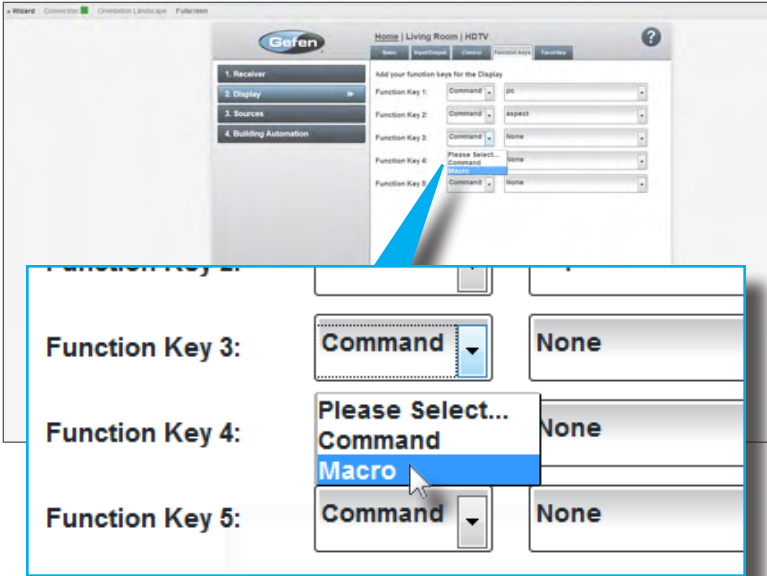 Wizard Connection Orientation Landscape Fullscreen
Gefen
Home | Living Room | HDTV
?
Basic Input/Output Control Function keys Favorites
1. Receiver
2. Display
3. Sources
4. Building Automation
Add your function keys for the Display
Function Key 1: Command pc
Function Key 2: Command aspect
Function Key 3: Command None
Please Select...
Command
Macro
Function Key 4: None
Function Key 5: Command None
Function Key 2:
Function Key 3: Command None
Please Select...
Function Key 4: Command None
Macro
Function Key 5: Command None